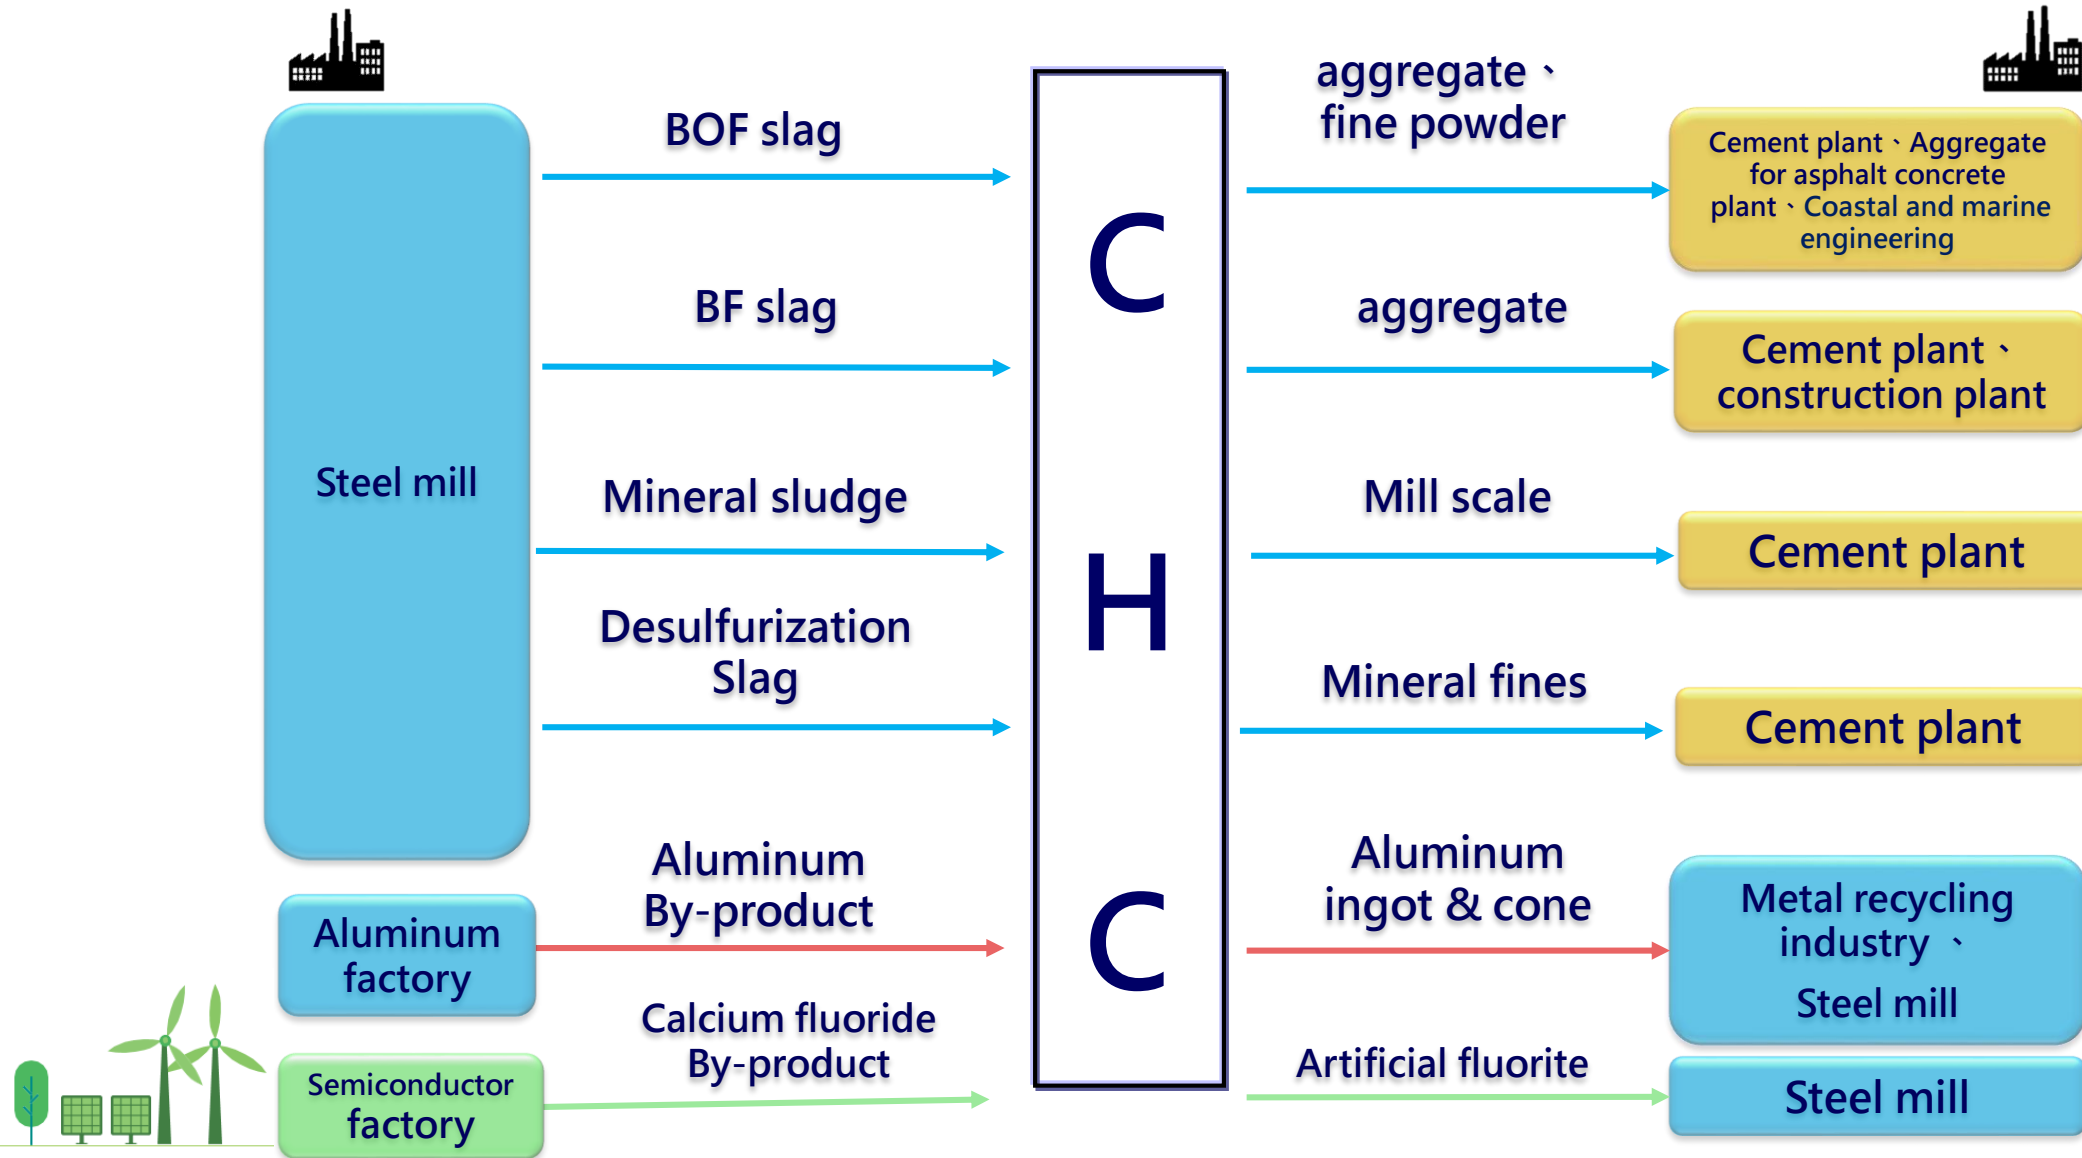 Steel mill
Aluminum
factory
Semiconductor
factory
BOF slag
BF slag
Mineral sludge
Desulfurization
Slag
Aluminum
By-product
Calcium fluoride
By-product
C
H
C
aggregate、
fine powder
aggregate
Mill scale
Mineral fines
Aluminum
ingot & cone
Artificial fluorite
Cement plant、Aggregate
for asphalt concrete
plant、Coastal and marine
engineering
Cement plant、
construction plant
Cement plant
Cement plant
Metal recycling
industry 、
Steel mill
Steel mill